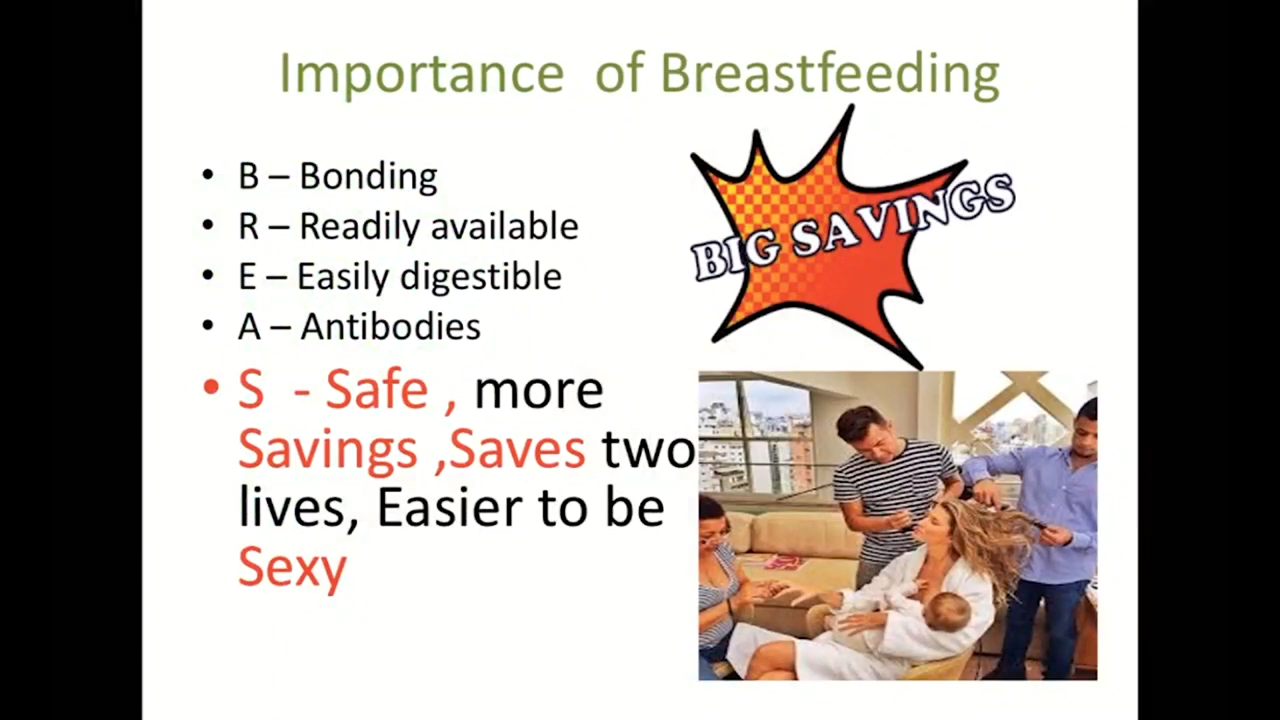 Importance of Breastfeeding
• B – Bonding
• R – Readily available
• E – Easily digestible
• A – Antibodies
• S - Safe , more
Savings ,Saves two
lives, Easier to be
Sexy
BIG SAVINGS